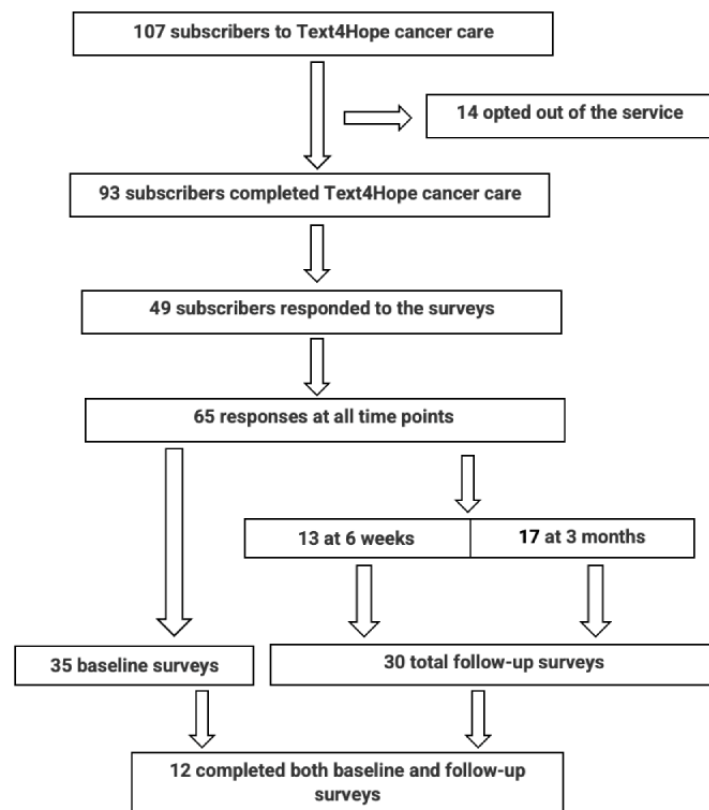 107 subscribers to Text4Hope cancer care
14 opted out of the service
93 subscribers completed Text4Hope cancer care
49 subscribers responded to the surveys
65 responses at all time points
13 at 6 weeks
17 at 3 months
35 baseline surveys
30 total follow-up surveys
12 completed both baseline and follow-up
surveys